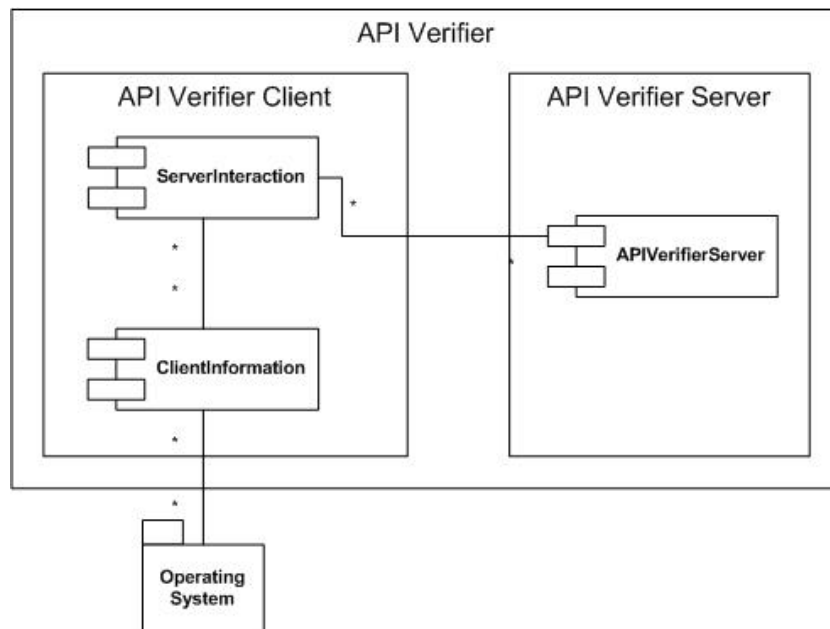 API Verifier
API Verifier Client
API Verifier Server
ServerInteraction
*
*
APIVerifierServer
*
*
ClientInformation
*
*
Operating
System